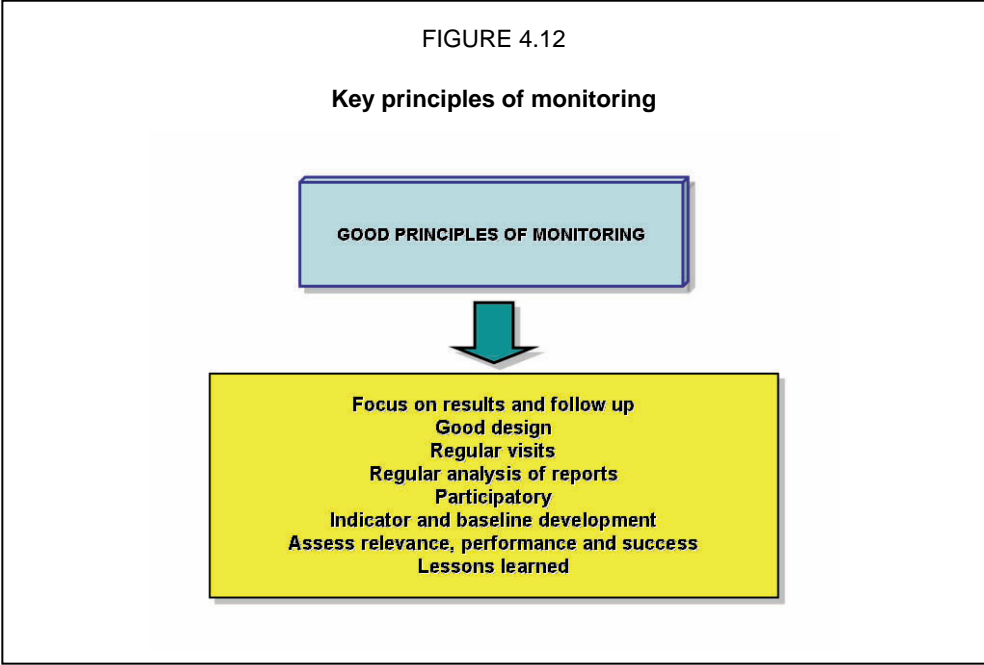 FIGURE 4.12
Key principles of monitoring
GOOD PRINCIPLES OF MONITORING
Focus on results and follow up
Good design
Regular visits
Regular analysis of reports
Participatory
Indicator and baseline development
Assess relevance, performance and success
Lessons learned